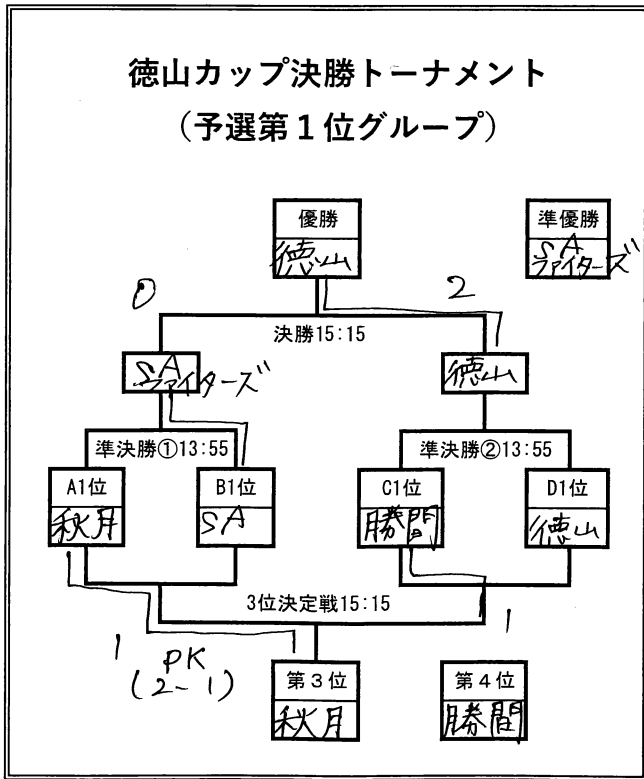 徳山カップ決勝トーナメント
（予選第１位グループ）
優勝
徳山
準優勝
SA
ファイターズ
0
2
決勝15:15
SA
ファイターズ
徳山
準決勝①13:55
準決勝②13:55
A1位
秋月
B1位
SA
C1位
勝間
D1位
徳山
3位決定戦15:15
1
PK
(2-1)
1
第３位
秋月
第４位
勝間